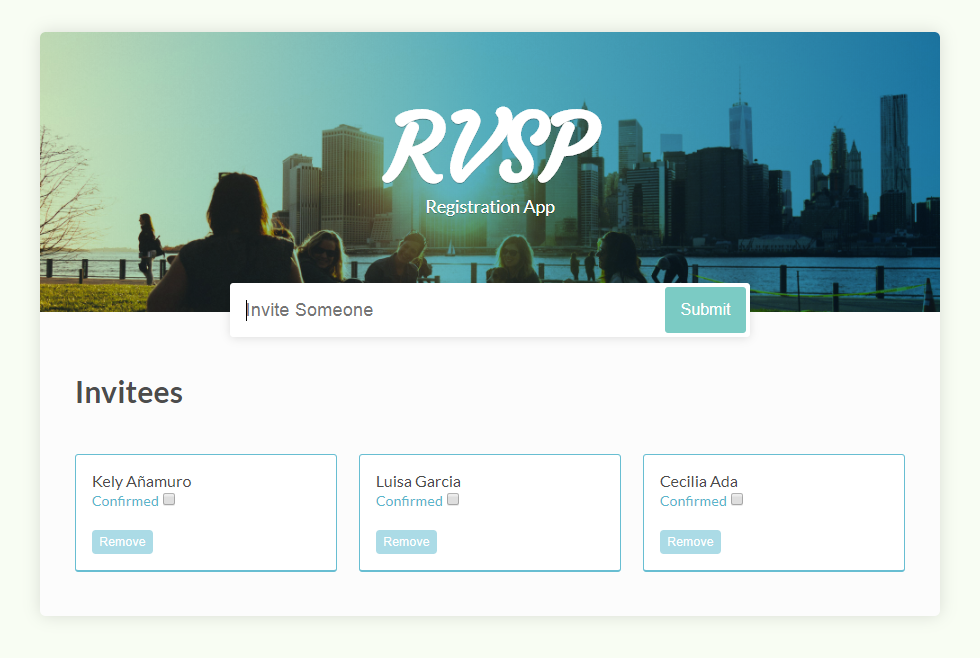 RVSP
Registration App
Invite Someone
Submit
Invitees
Kely Añamuro
Confirmed
Remove
Luisa Garcia
Confirmed
Remove
Cecilia Ada
Confirmed
Remove